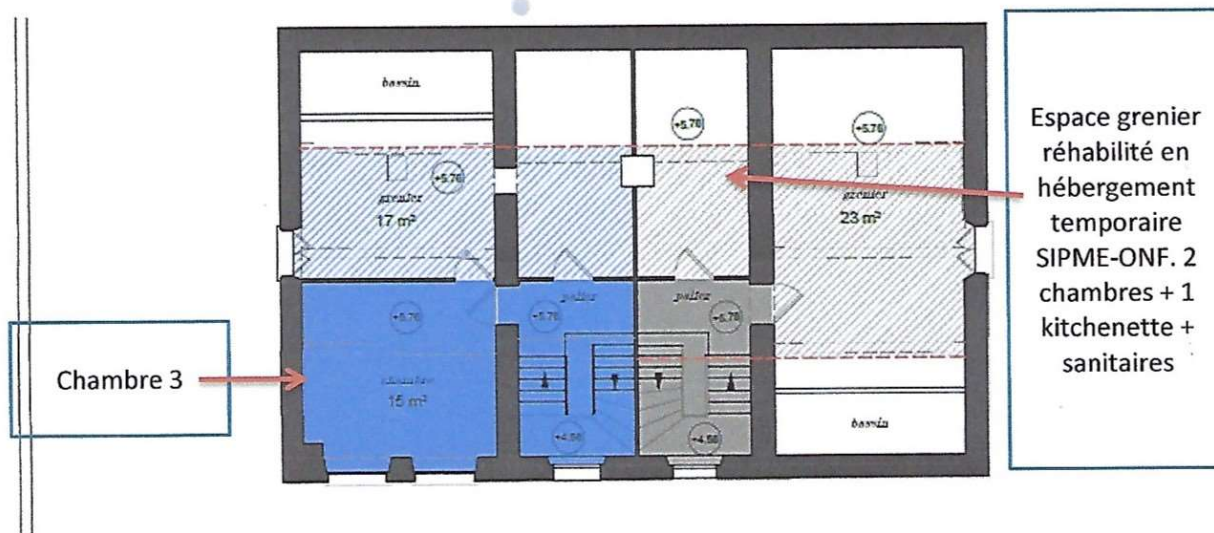 bassin
+5.76
+5.76
+5.76
grenier
17 m²
grenier
23 m²
Espace grenier
réhabilité en
hébergement
temporaire
SIPME-ONF. 2
chambres + 1
kitchenette +
sanitaires
palier
palier
+5.76
+5.76
+5.76
Chambre 3
chambre
15 m²
bassin
+4.56
+4.56